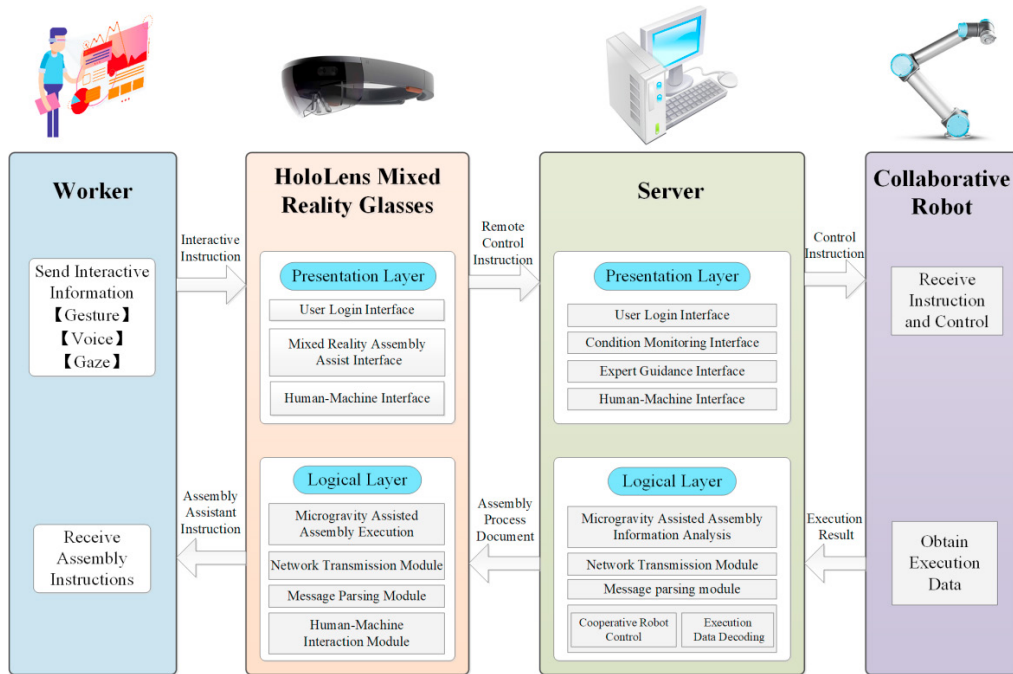 Worker
HoloLens Mixed
Reality Glasses
Server
Collaborative
Robot
Interactive
Instruction
Remote
Control
Instruction
Control
Instruction
Send Interactive
Information
【Gesture】
【Voice】
【Gaze】
Presentation Layer
User Login Interface
Mixed Reality Assembly
Assist Interface
Human-Machine Interface
Presentation Layer
User Login Interface
Condition Monitoring Interface
Expert Guidance Interface
Human-Machine Interface
Receive
Instruction
and Control
Assembly
Assistant
Instruction
Assembly
Process
Document
Execution
Result
Receive
Assembly
Instructions
Logical Layer
Microgravity Assisted
Assembly Execution
Network Transmission Module
Message Parsing Module
Human-Machine
Interaction Module
Logical Layer
Microgravity Assisted Assembly
Information Analysis
Network Transmission Module
Message parsing module
Cooperative Robot
Control
Execution
Data Decoding
Obtain
Execution
Data